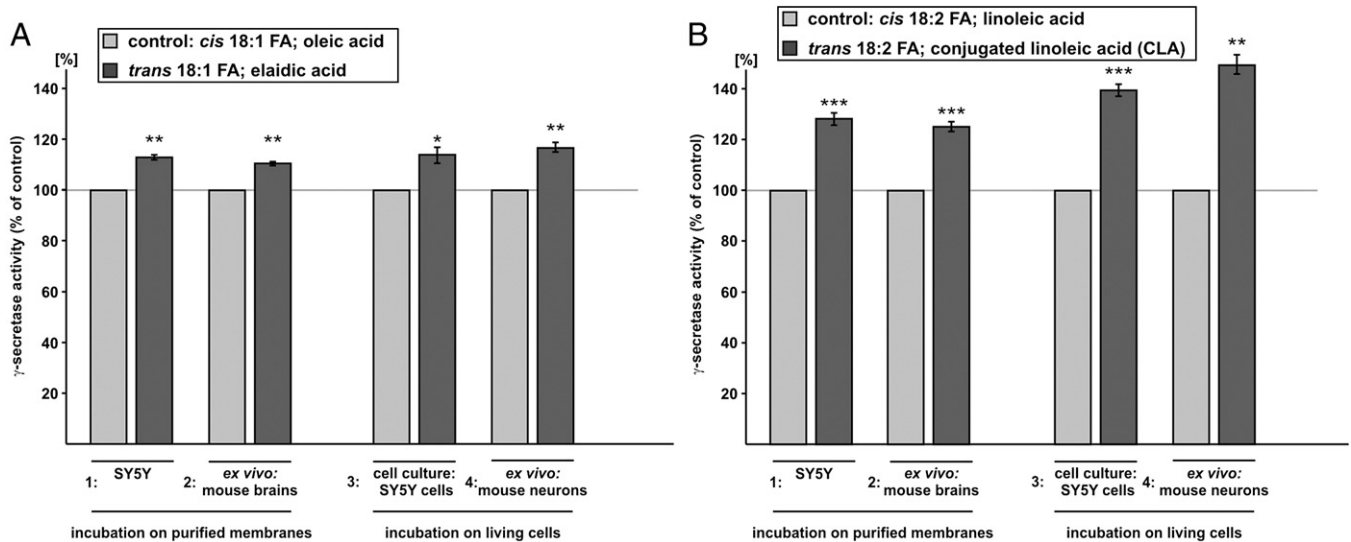 A
control: cis 18:1 FA; oleic acid
trans 18:1 FA; elaidic acid
[%]
140
120
100
80
60
40
20
γ-secretase activity (% of control)
**
**
*
**
1: SY5Y
2: ex vivo:
mouse brains
3: cell culture:
SY5Y cells
4: ex vivo:
mouse neurons
incubation on purified membranes
incubation on living cells
B
control: cis 18:2 FA; linoleic acid
trans 18:2 FA; conjugated linoleic acid (CLA)
[%]
140
120
100
80
60
40
20
γ-secretase activity (% of control)
***
***
***
**
1: SY5Y
2: ex vivo:
mouse brains
3: cell culture:
SY5Y cells
4: ex vivo:
mouse neurons
incubation on purified membranes
incubation on living cells